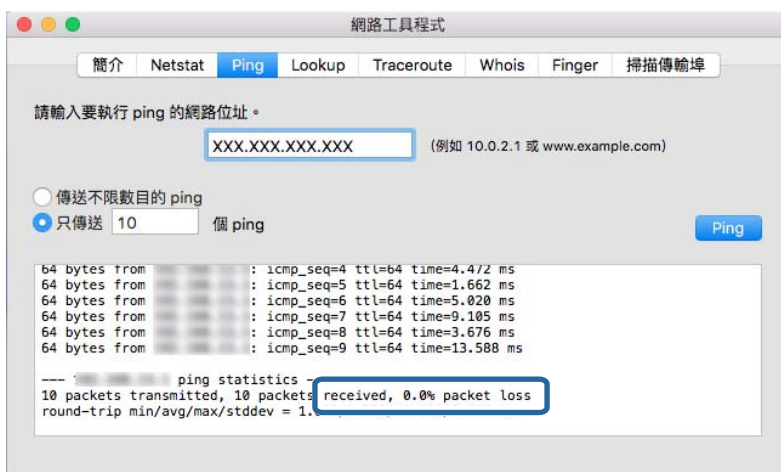 網路工具程式
簡介 Netstat Ping Lookup Traceroute Whois Finger 掃描傳輸埠
請輸入要執行 ping 的網路位址。
XXX.XXX.XXX.XXX (例如 10.0.2.1 或 www.example.com)
傳送不限數目的 ping
只傳送 10 個 ping
Ping
64 bytes from : icmp_seq=4 ttl=64 time=4.472 ms
64 bytes from : icmp_seq=5 ttl=64 time=1.662 ms
64 bytes from : icmp_seq=6 ttl=64 time=5.020 ms
64 bytes from : icmp_seq=7 ttl=64 time=9.105 ms
64 bytes from : icmp_seq=8 ttl=64 time=3.676 ms
64 bytes from : icmp_seq=9 ttl=64 time=13.588 ms
--- ping statistics -
10 packets transmitted, 10 packets received, 0.0% packet loss
round-trip min/avg/max/stddev = 1.